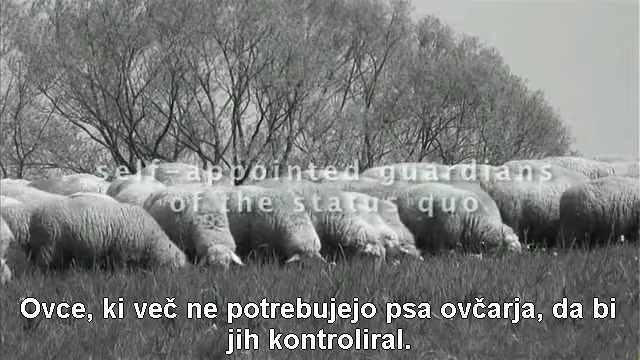 self-appointed guardians
of the status quo
Ovce, ki več ne potrebujejo psa ovčarja, da bi
jih kontroliral.